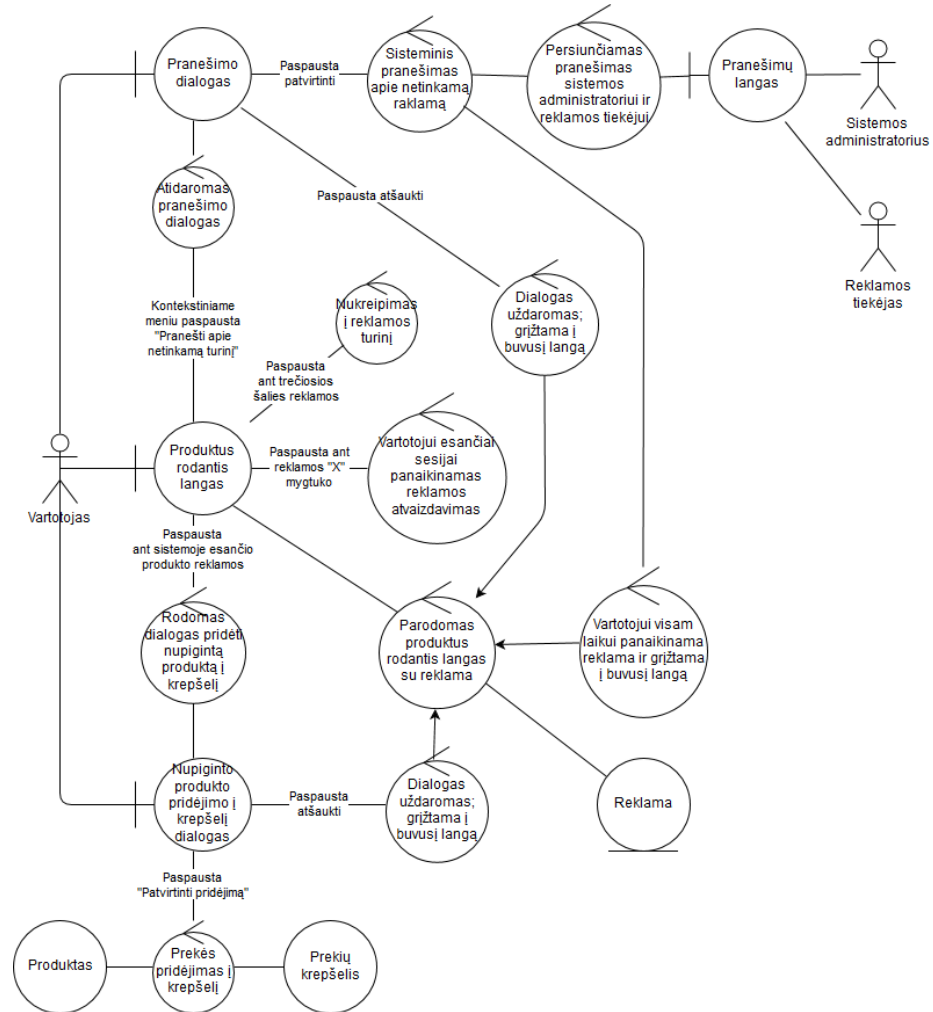 Pranešimo
dialogas
Paspausta
patvirtinti
Sisteminis
pranešimas
apie netinkamą
raklamą
Persiunčiamas
pranešimas
sistemos
administratoriui ir
reklamos tiekėjui
Pranešimų
langas
Sistemos
administratorius
Atidaromas
pranešimo
dialogas
Paspausta atšaukti
Reklamos
tiekėjas
Kontekstiniame
meniu paspausta
"Pranešti apie
netinkamą turinį"
Nukreipimas
į reklamos
turinį
Dialogas
uždaromas;
grįžtama į
buvusį langą
Paspausta
ant trečiosios
šalies reklamos
Vartotojas
Produktus
rodantis
langas
Paspausta ant
reklamos "X"
mygtuko
Vartotojui esančiai
sesijai
panaikinamas
reklamos
atvaizdavimas
Paspausta
ant sistemoje esančio
produkto reklamos
Rodomas
dialogas pridėti
nupigintą
produktą į
krepšelį
Parodomas
produktus
rodantis langas
su reklama
Vartotojui visam
laikui panaikinama
reklama ir grįžtama
į buvusį langą
Nupiginto
produkto
pridėjimo į
krepšelį
dialogas
Paspausta
atšaukti
Dialogas
uždaromas;
grįžtama į
buvusį langą
Reklama
Paspausta
"Patvirtinti pridėjimą"
Produktas
Prekės
pridėjimas į
krepšelį
Prekių
krepšelis